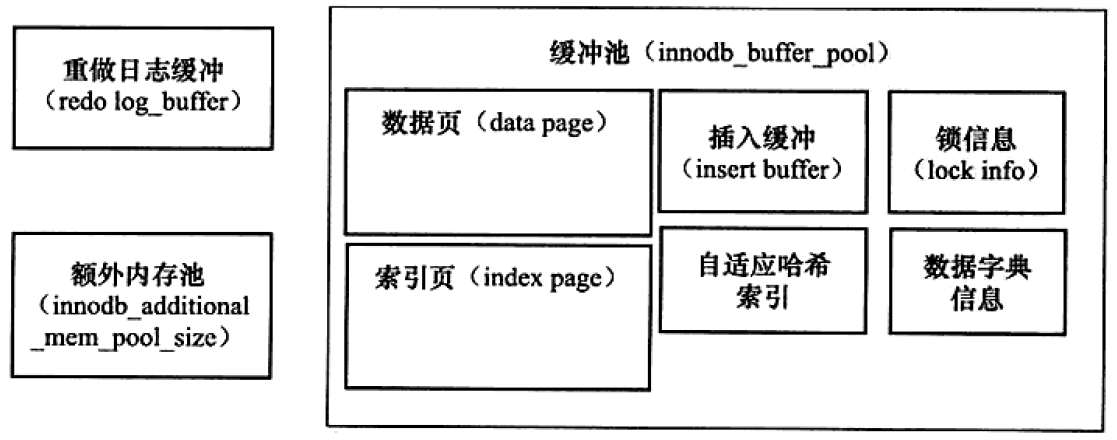 重做日志缓冲
（redo log_buffer）
额外内存池
（innodb_additional
_mem_pool_size）
缓冲池（innodb_buffer_pool）
数据页（data page）
插入缓冲
（insert buffer）
锁信息
（lock info）
索引页（index page）
自适应哈希
索引
数据字典
信息